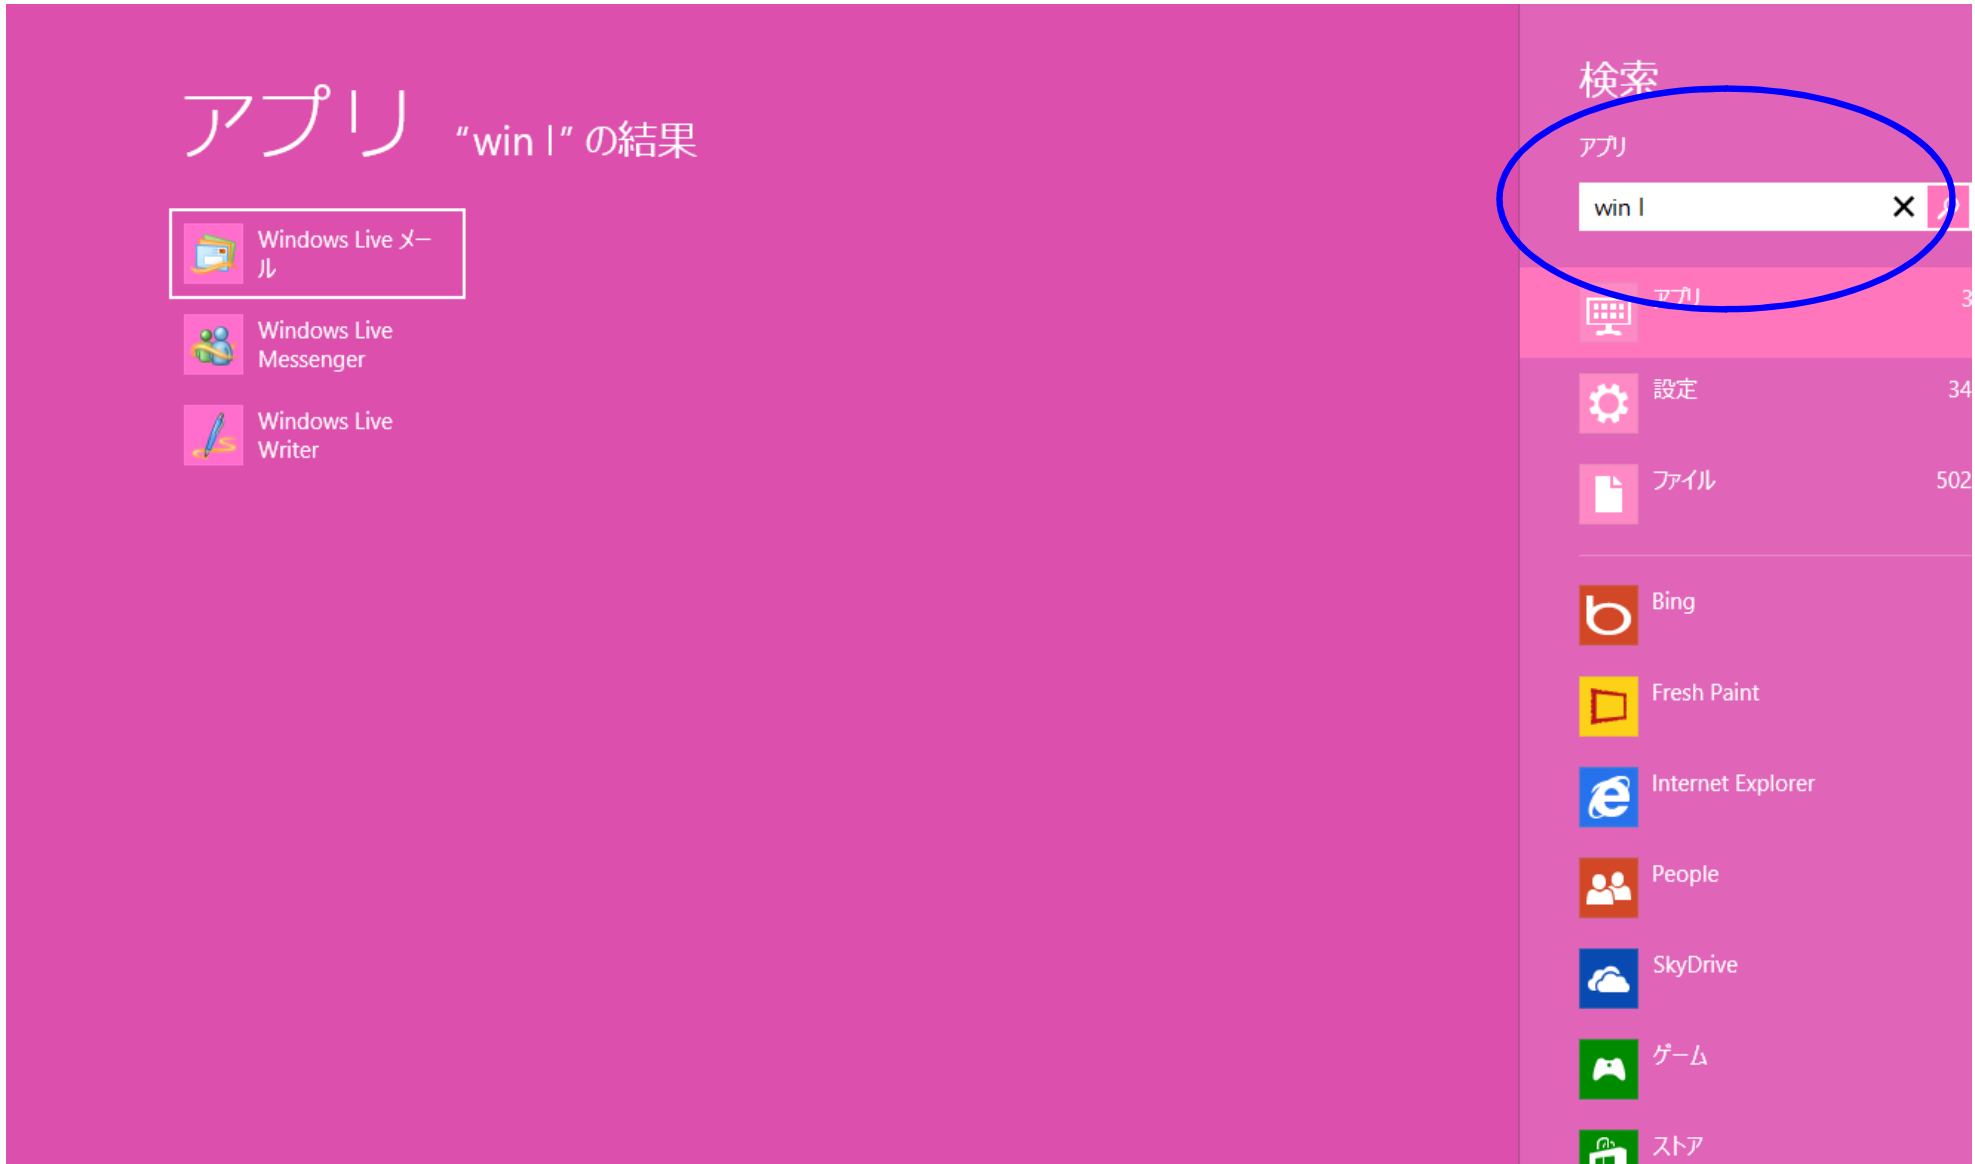 アプリ "win l" の結果
Windows Live メー
ル
Windows Live
Messenger
Windows Live
Writer
検索
アプリ
win l
アプリ 3
設定 34
ファイル 502
Bing
Fresh Paint
Internet Explorer
People
SkyDrive
ゲーム
ストア